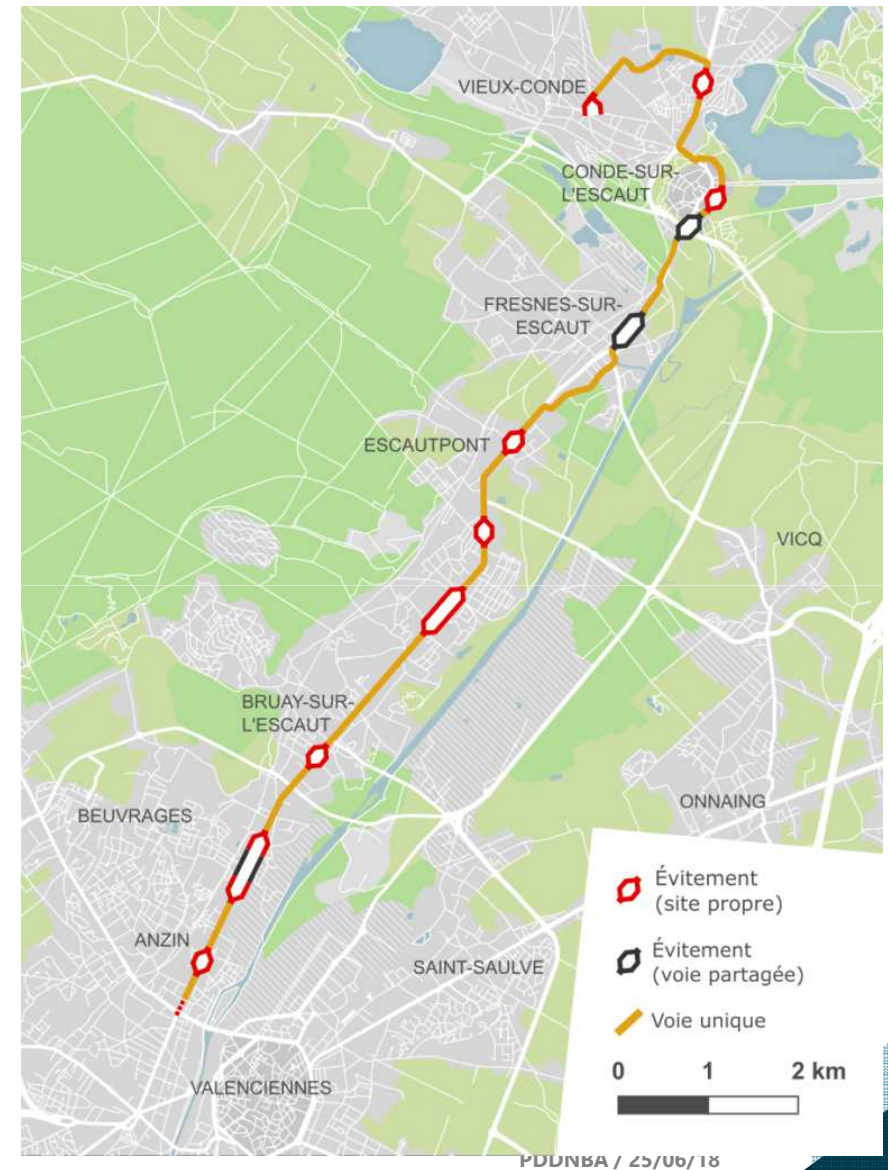 VIEUX-CONDE
CONDE-SUR-
L'ESCAUT
FRESNES-SUR-
ESCAUT
ESCAUTPONT
VICQ
BRUAY-SUR-
L'ESCAUT
BEUVRAGES
ONNAING
ANZIN
SAINT-SAULVE
VALENCIENNES
Évitement
(site propre)
Évitement
(voie partagée)
Voie unique
0 1 2 km
PDDNBA / 25/06/18